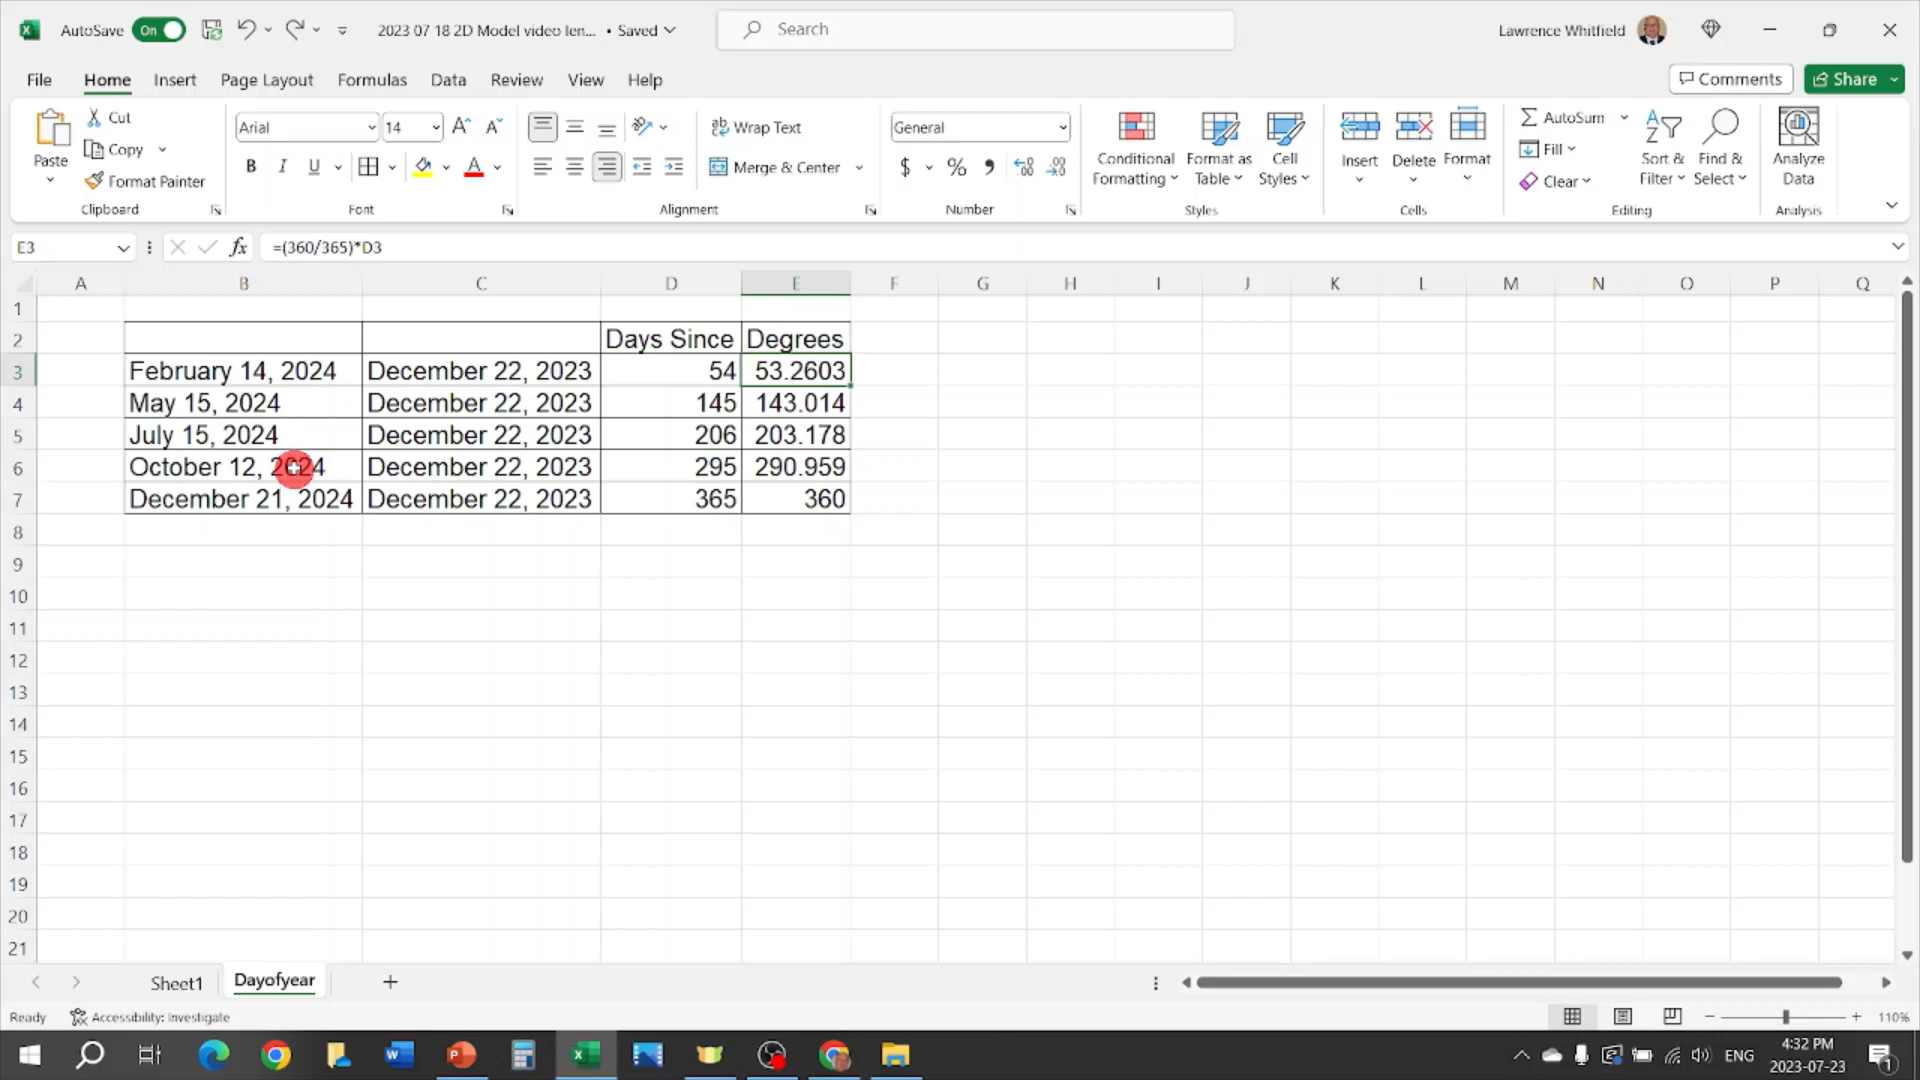 AutoSave On 2023 07 18 2D Model video len... • Saved Search Lawrence Whitfield
File Home Insert Page Layout Formulas Data Review View Help Comments Share
Paste Cut Copy Format Painter Clipboard
Arial 14 B I U A Font
Wrap Text Merge & Center Alignment
General $ % Number
Conditional Formatting Format as Table Cell Styles Styles
Insert Delete Format Cells
AutoSum Fill Clear Sort & Filter Find & Select Editing
Analyze Data Analysis
E3 fx =(360/365)*D3
A B C D E F G H I J K L M N O P Q
1
2 Days Since Degrees
3 February 14, 2024 December 22, 2023 54 53.2603
4 May 15, 2024 December 22, 2023 145 143.014
5 July 15, 2024 December 22, 2023 206 203.178
6 October 12, 2024 December 22, 2023 295 290.959
7 December 21, 2024 December 22, 2023 365 360
8
9
10
11
12
13
14
15
16
17
18
19
20
21
Sheet1 Dayofyear
Ready Accessibility: Investigate 110%
ENG 4:32 PM
2023-07-23 1